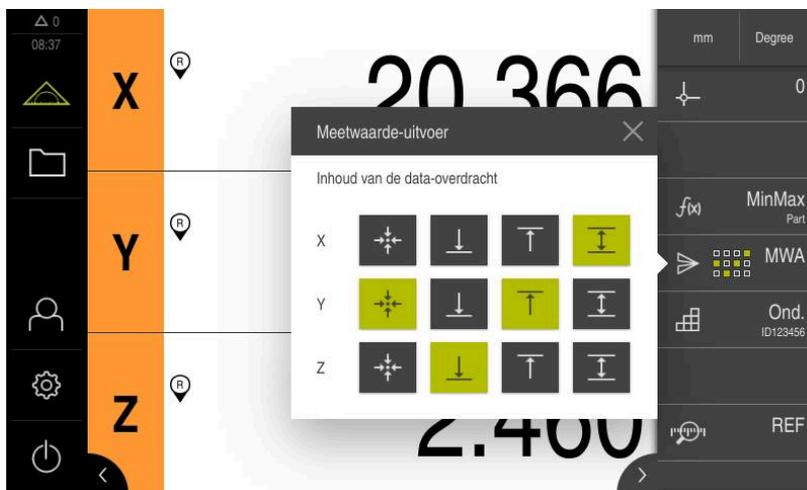 0
08:37
X
R
20.366
mm
Degree
0
Meetwaarde-uitvoer
Inhoud van de data-overdracht
X
Y
Z
Y
R
f(x)
MinMax
Part
MWA
Ond.
ID123456
Z
R
2.460
REF